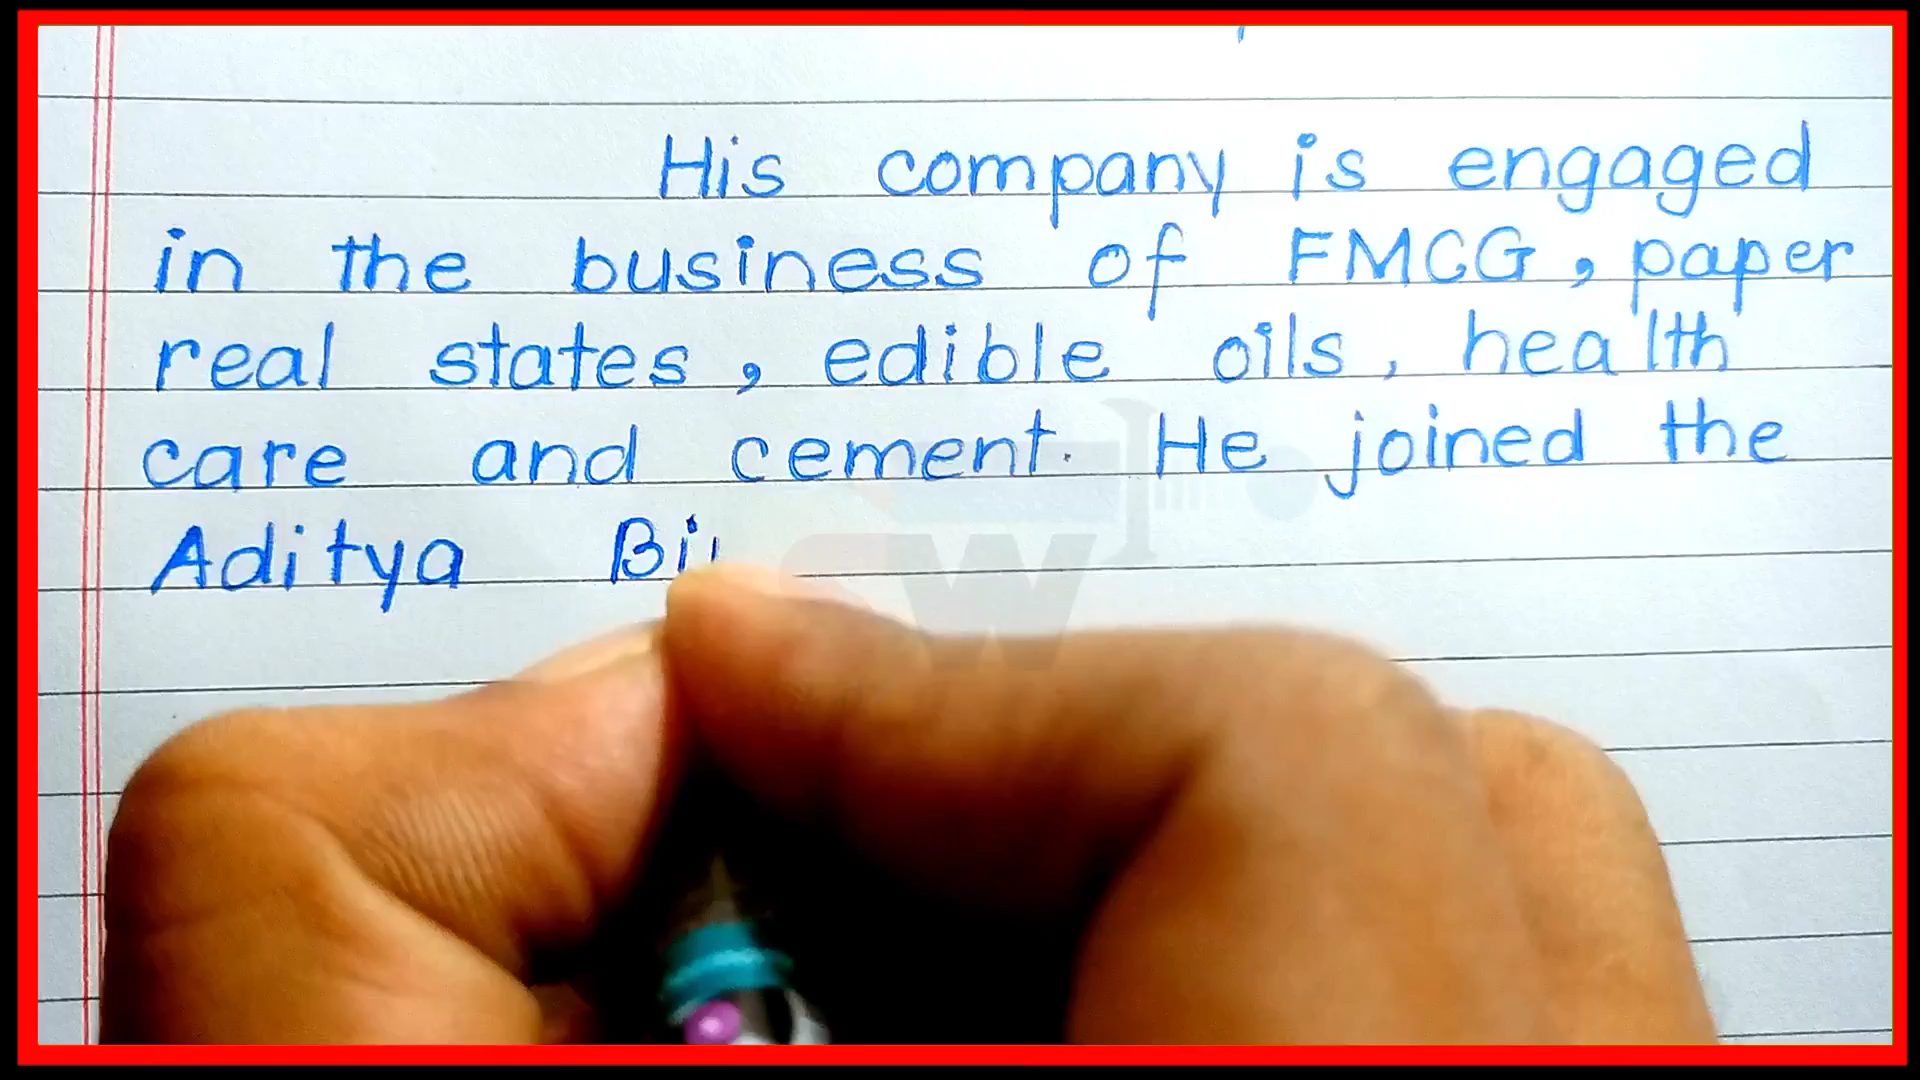 His company is engaged
in the business of FMCG, paper
real states, edible oils, health
care and cement. He joined the
Aditya